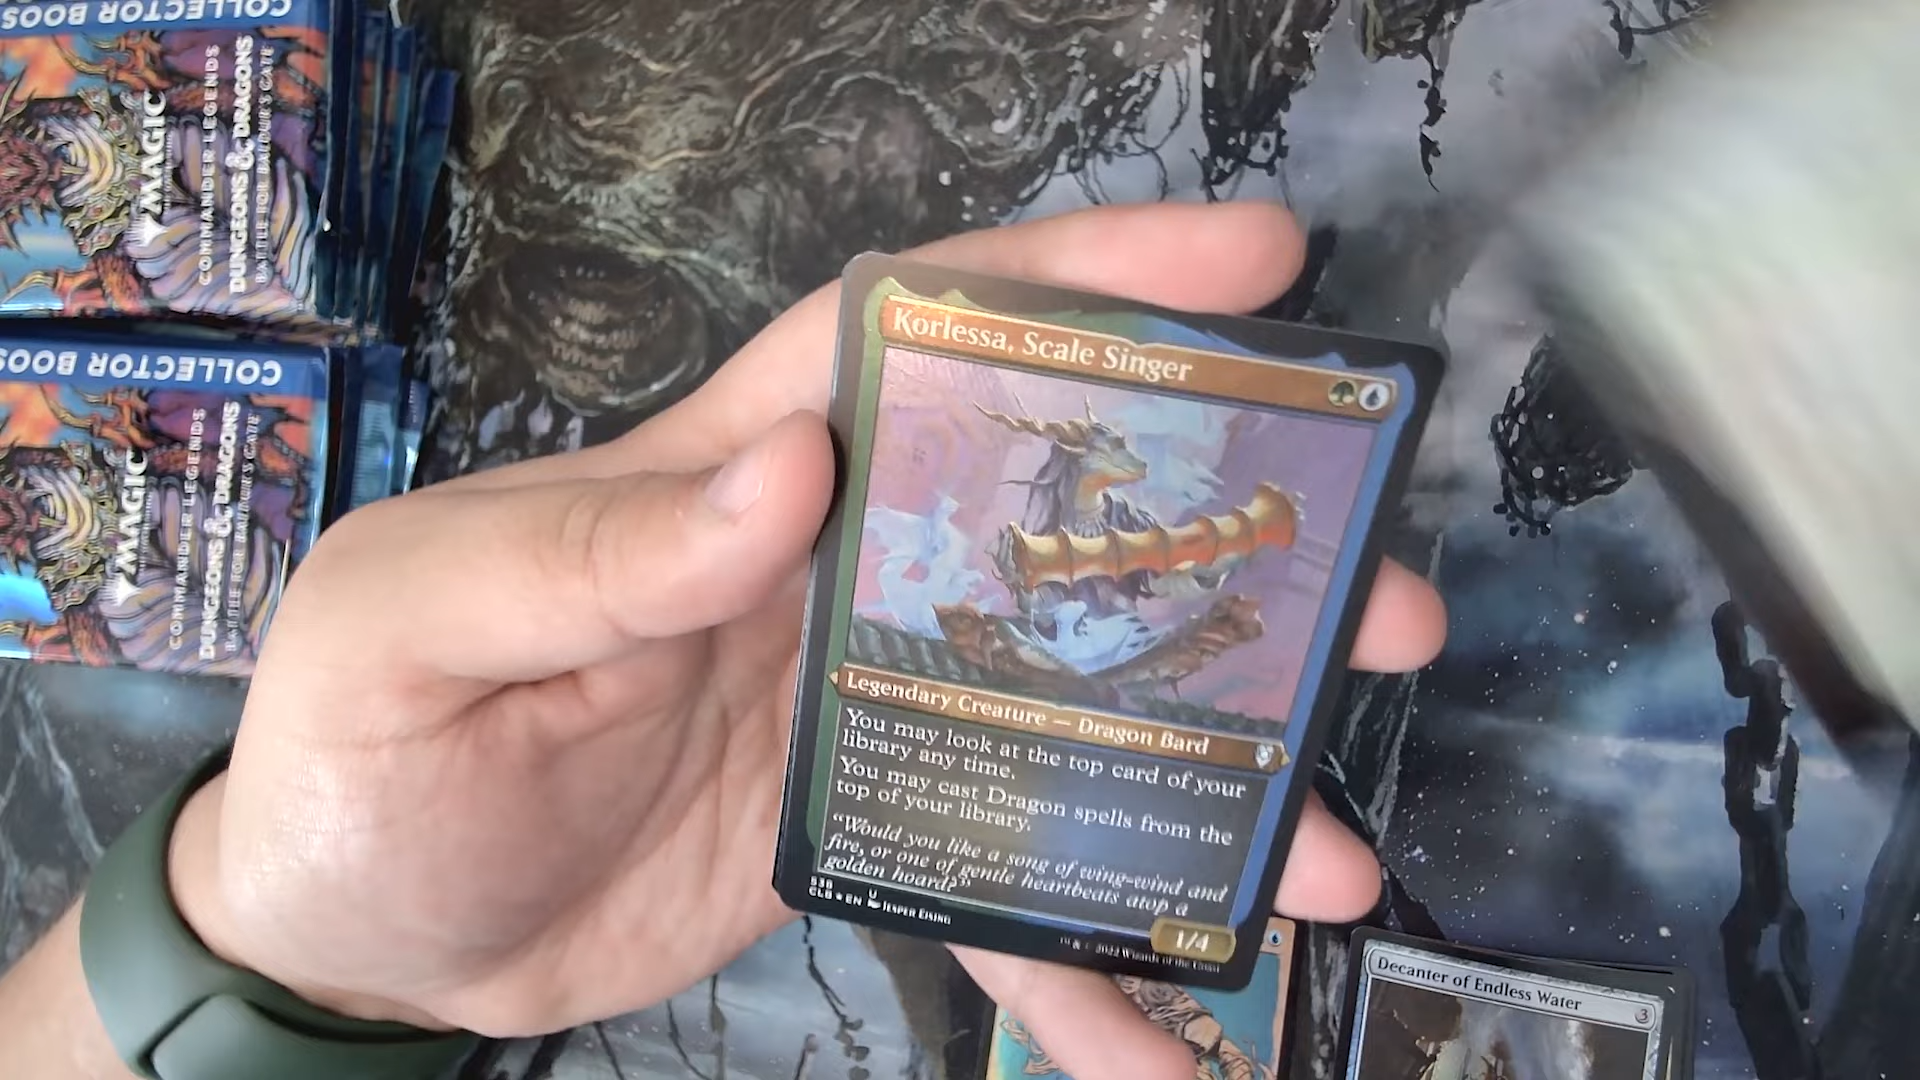 COLLECTOR BOOS
MAGIC
COMMANDER LEGENDS
DUNGEONS & DRAGONS
BATTLE FOR BALDUR'S GATE
COLLECTOR BOOS
MAGIC
COMMANDER LEGENDS
DUNGEONS & DRAGONS
BATTLE FOR BALDUR'S GATE
Korlessa, Scale Singer
Legendary Creature — Dragon Bard
You may look at the top card of your
library any time.
You may cast Dragon spells from the
top of your library.
“Would you like a song of wing-wind and
fire, or one of gentle heartbeats atop a
golden hoard?”
1/4
538 U
CLB ★ EN JESPER EJSING
™ & © 2022 Wizards of the Coast
Decanter of Endless Water
3